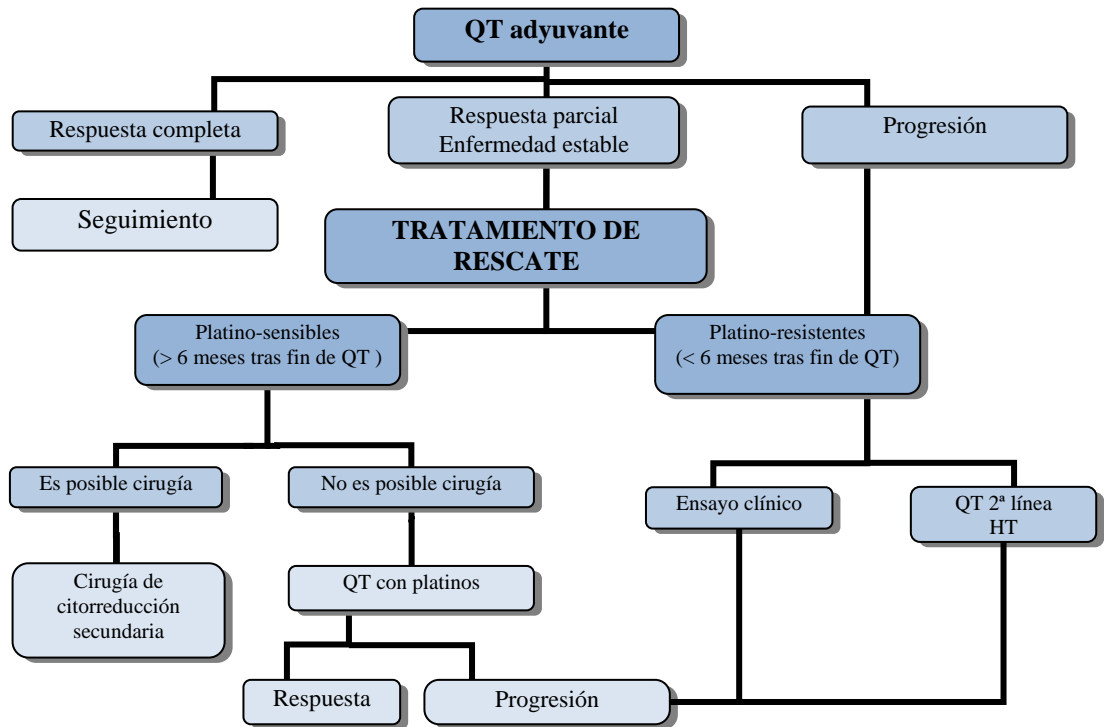 QT adyuvante
Respuesta completa
Respuesta parcial
Enfermedad estable
Progresión
Seguimiento
TRATAMIENTO DE
RESCATE
Platino-sensibles
(> 6 meses tras fin de QT )
Platino-resistentes
(< 6 meses tras fin de QT)
Es posible cirugía
No es posible cirugía
Ensayo clínico
QT 2ª línea
HT
Cirugía de
citorreducción
secundaria
QT con platinos
Respuesta
Progresión